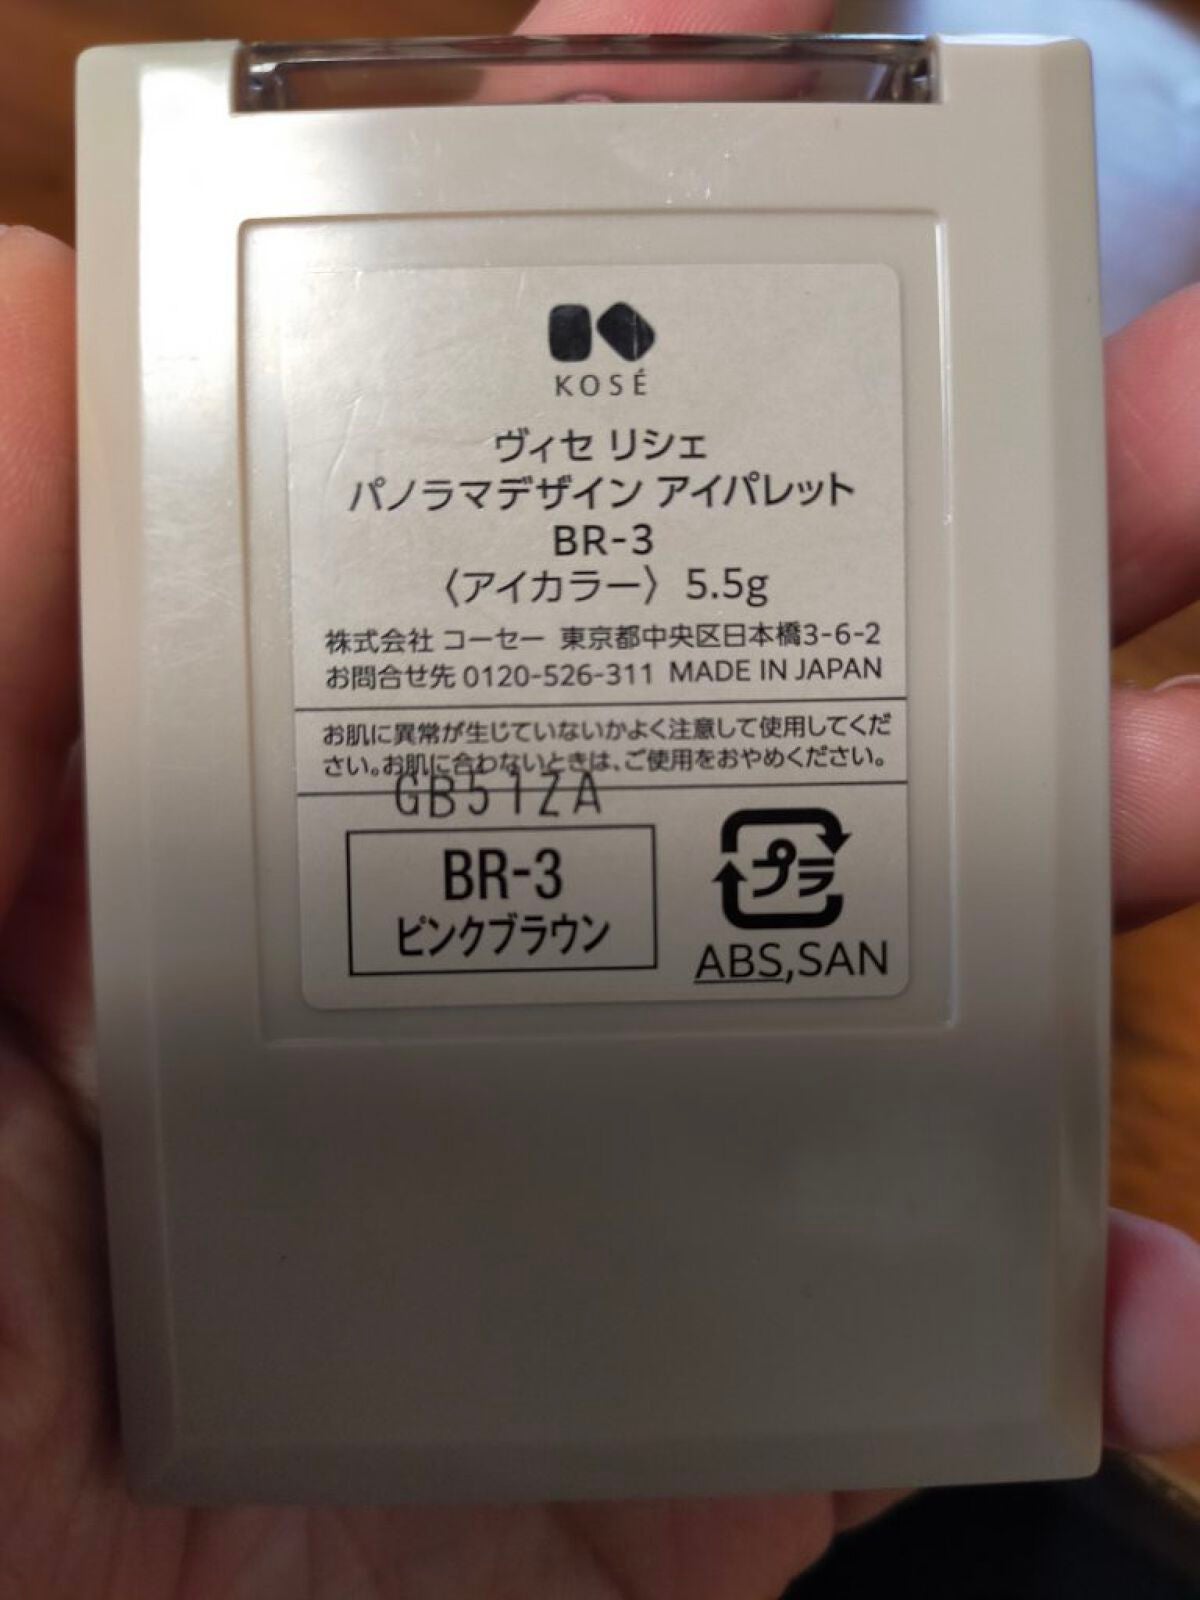 KOSÉ
ヴィセ リシェ
パノラマデザイン アイパレット
BR-3
〈アイカラー〉 5.5g
株式会社 コーセー 東京都中央区日本橋3-6-2
お問合せ先 0120-526-311 MADE IN JAPAN
お肌に異常が生じていないかよく注意して使用してくだ
さい。お肌に合わないときは、ご使用をおやめください。
GB51ZA
BR-3
ピンクブラウン
プラ
ABS,SAN